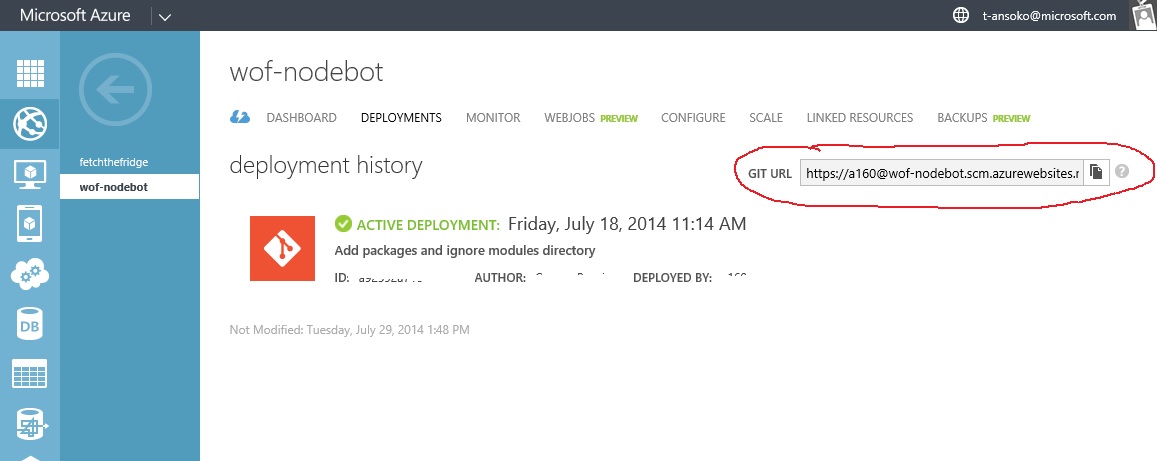 Microsoft Azure t-ansoko@microsoft.com
wof-nodebot
DASHBOARD DEPLOYMENTS MONITOR WEBJOBS PREVIEW CONFIGURE SCALE LINKED RESOURCES BACKUPS PREVIEW
fetchthefridge
wof-nodebot
deployment history
GIT URL https://a160@wof-nodebot.scm.azurewebsites.
ACTIVE DEPLOYMENT: Friday, July 18, 2014 11:14 AM
Add packages and ignore modules directory
ID: AUTHOR: DEPLOYED BY:
Not Modified: Tuesday, July 29, 2014 1:48 PM
DB
?